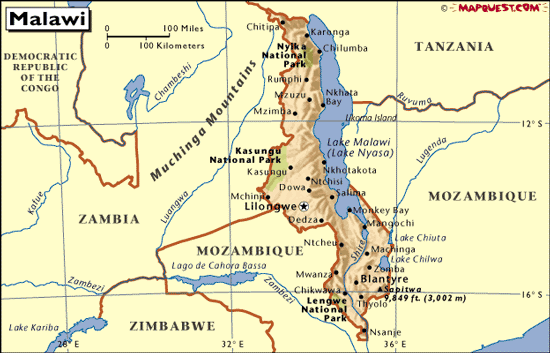 Malawi
0 100 Miles
0 100 Kilometers
© MAPQUEST.COM
DEMOCRATIC
REPUBLIC
OF THE
CONGO
Chambeshi
Muchinga Mountains
Chitipa
Karonga
Nyika
National
Park
Chilumba
TANZANIA
Rumphi
Mzuzu
Nkhata
Bay
Mzimba
Likoma Island
Ruvuma
12°S
Lake Malawi
(Lake Nyasa)
Lugenda
Kasungu
National Park
Kasungu
Nkhotakota
Ntchisi
Dowa
Salima
Mchinji
Lilongwe
Dedza
Monkey Bay
Mangochi
MOZAMBIQUE
Kafue
Luangwa
ZAMBIA
MOZAMBIQUE
Lago de Cahora Bassa
Zambezi
Zambezi
Ntcheu
Shire
Lake Chiuta
Machinga
Lake Chilwa
Zomba
Mwanza
Blantyre
Sapitwa
9,849 ft. (3,002 m)
Chikwawa
Thyolo
16°S
Lengwe
National
Park
Nsanje
Lake Kariba
ZIMBABWE
28°E
32°E
36°E